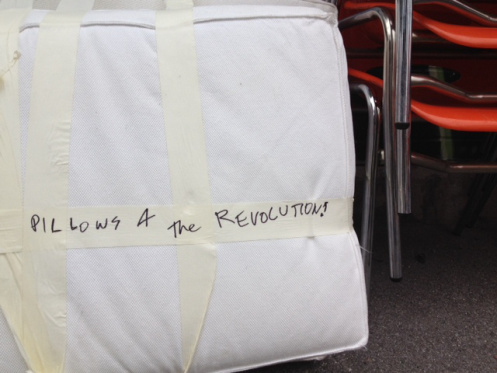 PILLOWS 4 the REVOLUTION!